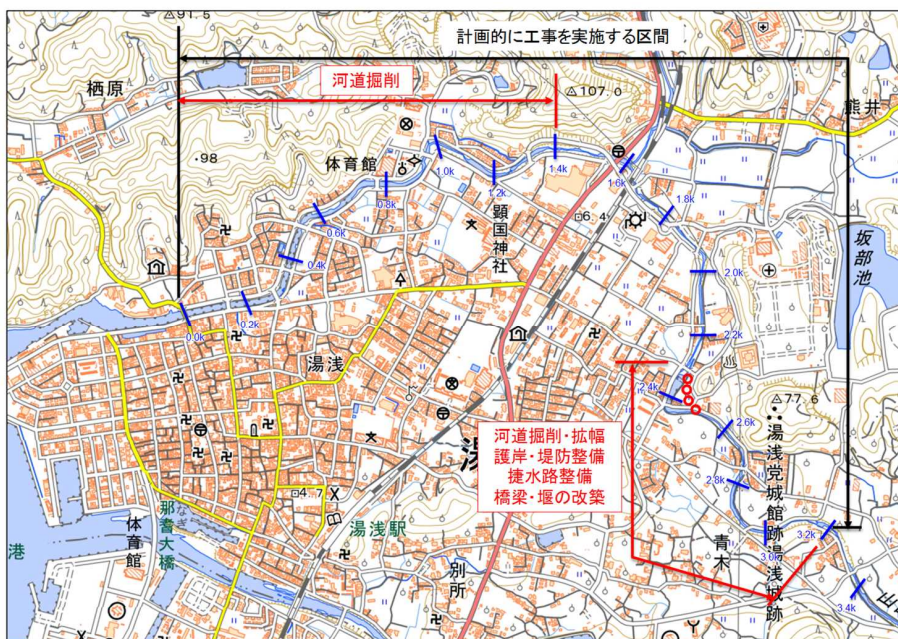 91.5
計画的に工事を実施する区間
栖原
河道掘削
107.0
熊井
98
体育館
1.0k
1.2k
1.4k
1.6k
0.8k
1.8k
6.4
顕国神社
0.6k
0.4k
2.0k
坂部池
0.2k
0.0k
2.2k
湯浅
2.4k
77.6
河道掘削・拡幅
護岸・堤防整備
捷水路整備
橋梁・堰の改築
2.6k
2.8k
湯浅党城館跡湯浅城跡
4.7
那耆大橋
体育館
港
湯浅駅
別所
青木
3.0k
3.2k
3.4k